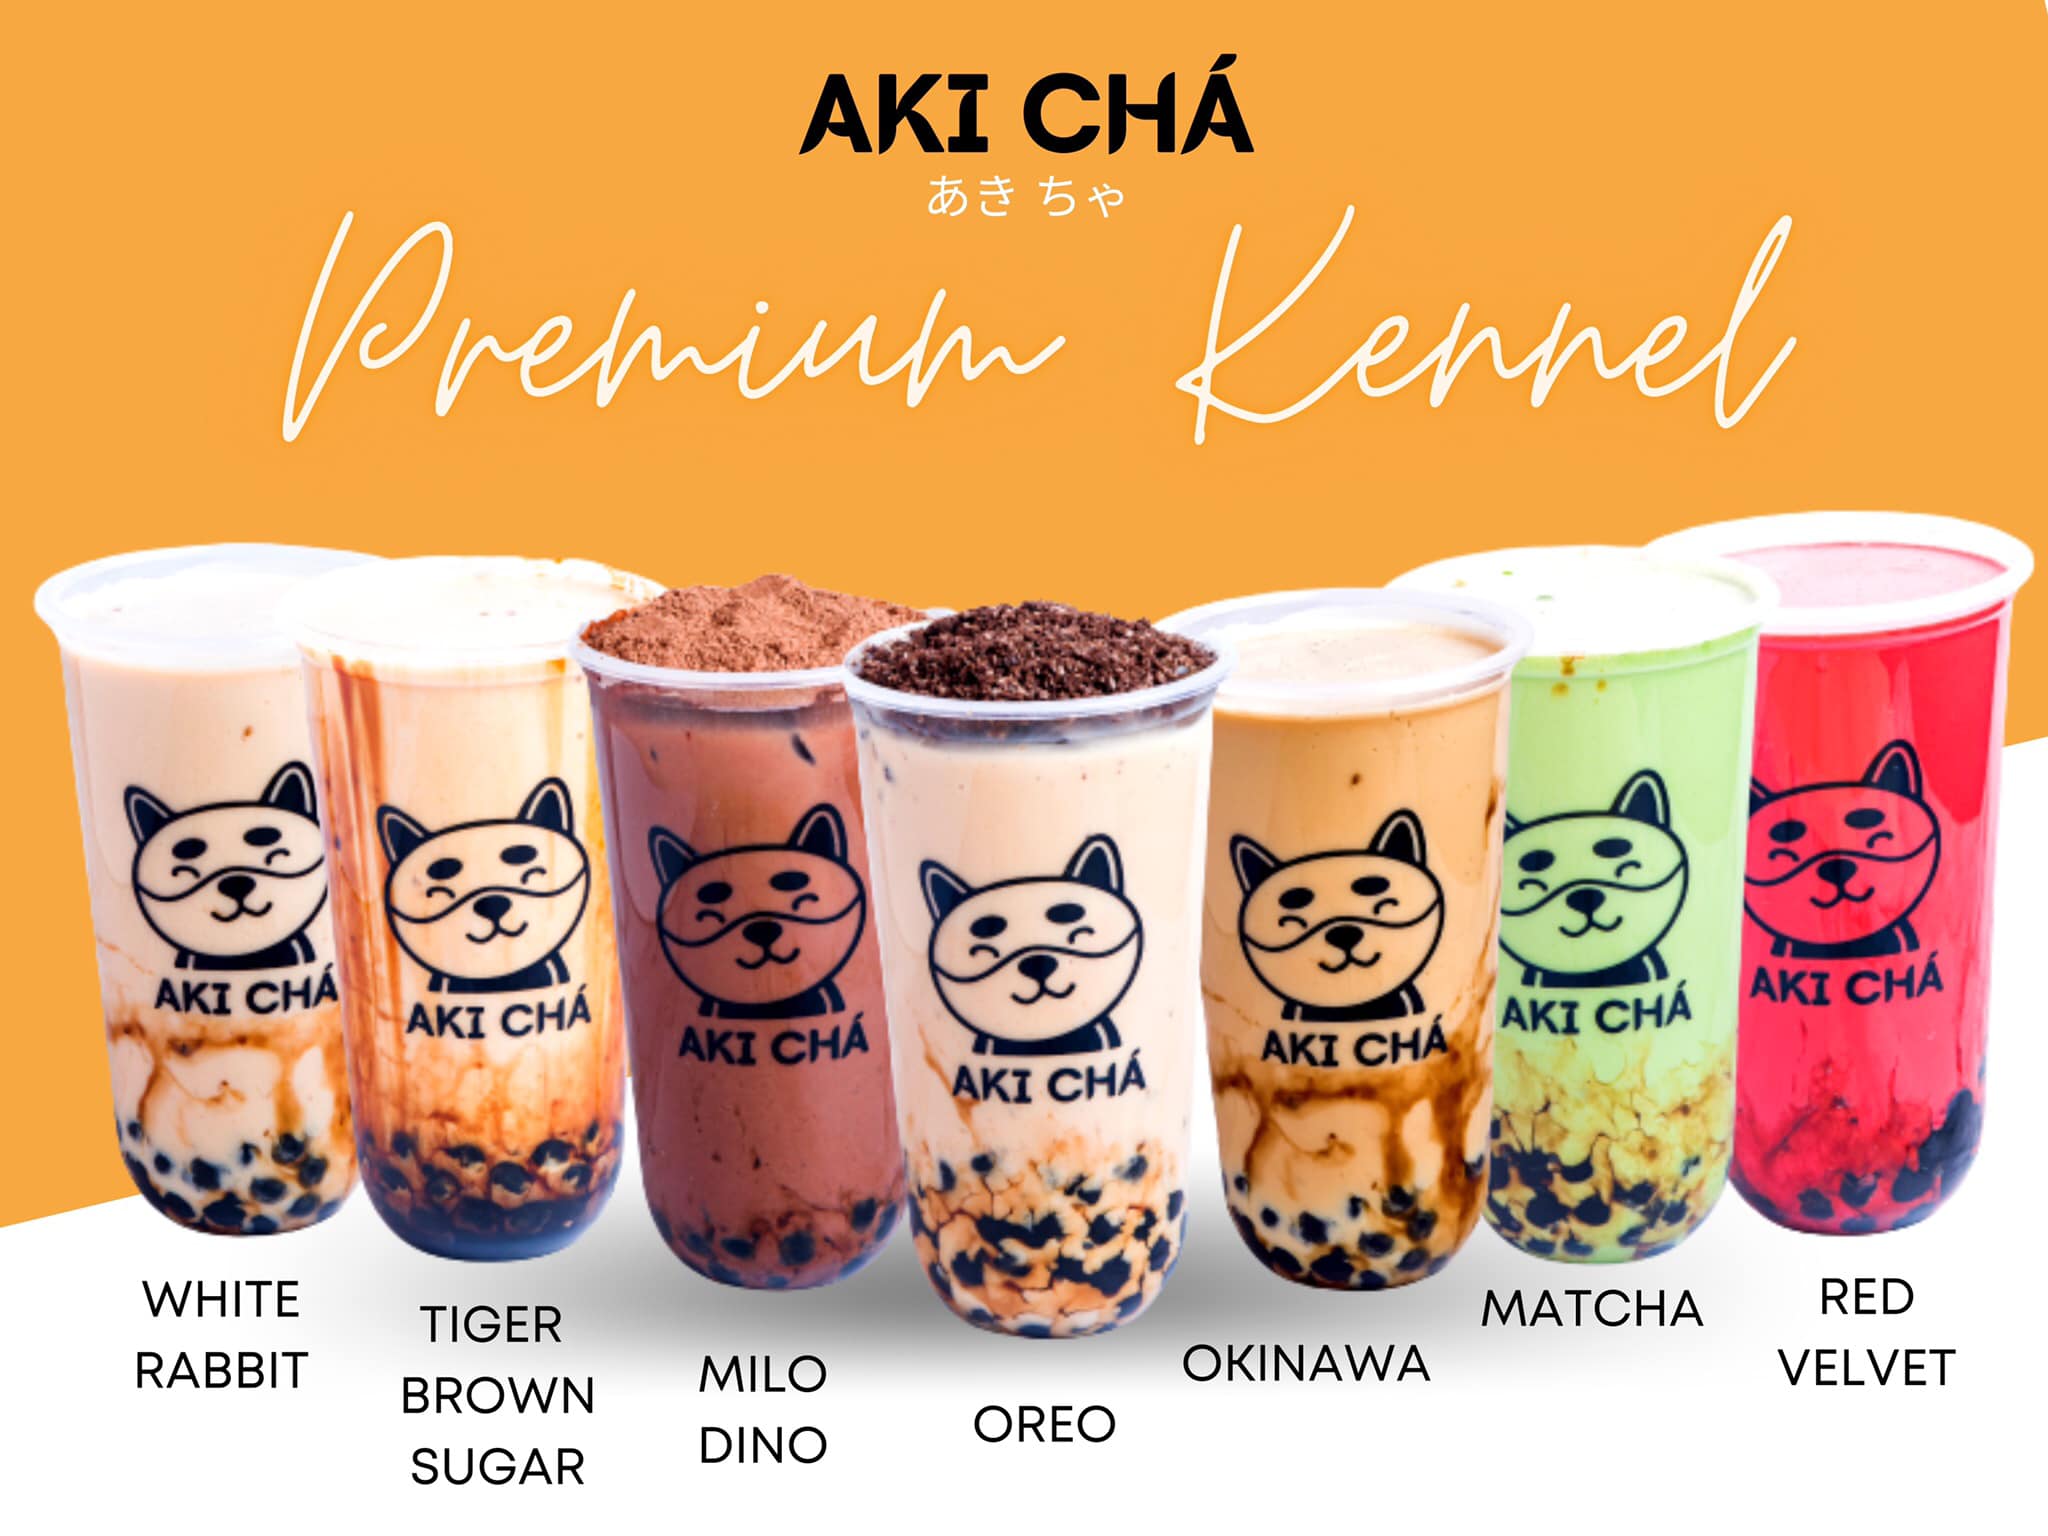 AKI CHÁ
あき ちゃ
Premium Kennel
AKI CHÁ
AKI CHÁ
AKI CHÁ
AKI CHÁ
AKI CHÁ
AKI CHÁ
AKI CHÁ
WHITE
RABBIT
TIGER
BROWN
SUGAR
MILO
DINO
OREO
OKINAWA
MATCHA
RED
VELVET